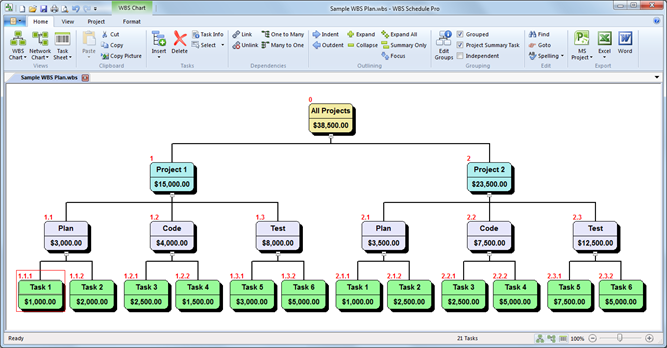 WBS Chart
Sample WBS Plan.wbs - WBS Schedule Pro
Home View Project Format
WBS Chart Network Chart Task Sheet
Views
Paste Cut Copy Copy Picture
Clipboard
Insert Delete Task Info Select
Tasks
Link Unlink One to Many Many to One
Dependencies
Indent Outdent Expand Collapse Expand All Summary Only Focus
Outlining
Edit Groups Grouped Project Summary Task Independent
Grouping
Find Goto Spelling
Edit
MS Project Excel Word
Export
Sample WBS Plan.wbs
0
All Projects
$38,500.00
1 2
Project 1 Project 2
$15,000.00 $23,500.00
1.1 1.2 1.3 2.1 2.2 2.3
Plan Code Test Plan Code Test
$3,000.00 $4,000.00 $8,000.00 $3,500.00 $7,500.00 $12,500.00
1.1.1 1.1.2 1.2.1 1.2.2 1.3.1 1.3.2 2.1.1 2.1.2 2.2.1 2.2.2 2.3.1 2.3.2
Task 1 Task 2 Task 3 Task 4 Task 5 Task 6 Task 1 Task 2 Task 3 Task 4 Task 5 Task 6
$1,000.00 $2,000.00 $2,500.00 $1,500.00 $3,000.00 $5,000.00 $1,000.00 $2,500.00 $2,500.00 $5,000.00 $7,500.00 $5,000.00
Ready 21 Tasks 100%